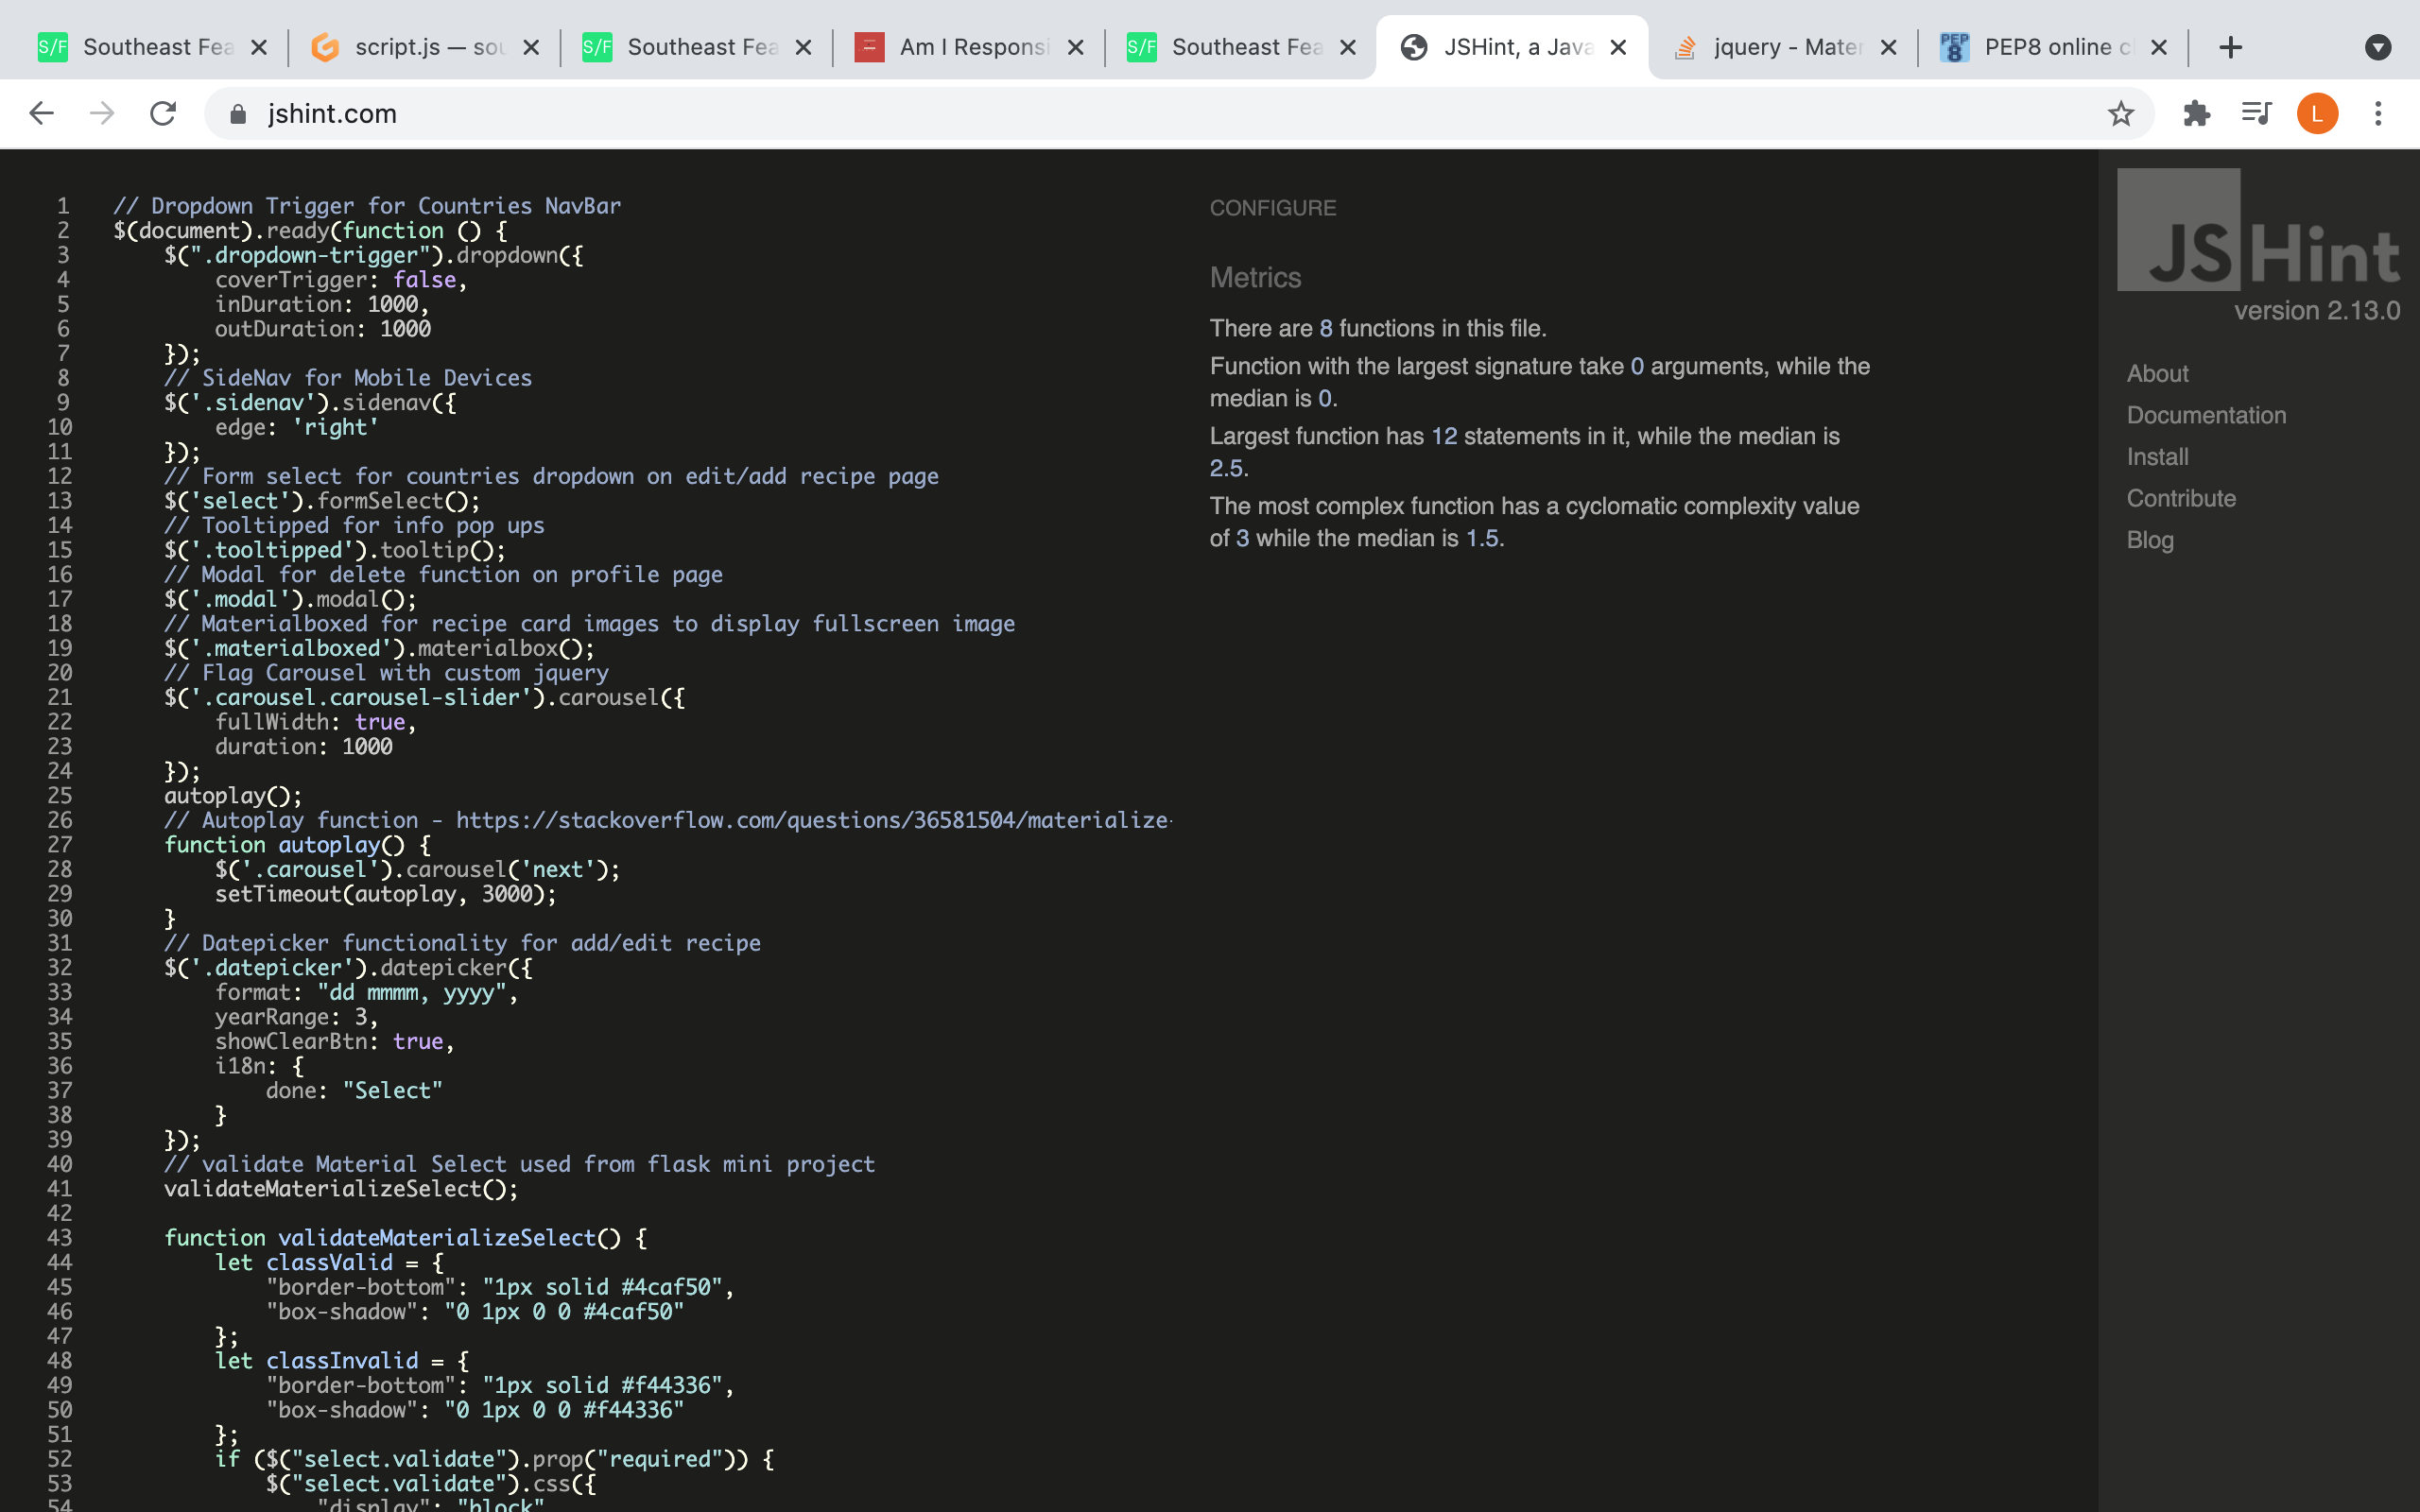 S/F Southeast Fea
script.js — sou
S/F Southeast Fea
Am I Responsi
S/F Southeast Fea
JSHint, a Java
jquery - Mater
PEP8 PEP8 online c
jshint.com
L
1 // Dropdown Trigger for Countries NavBar
2 $(document).ready(function () {
3 $(".dropdown-trigger").dropdown({
4 coverTrigger: false,
5 inDuration: 1000,
6 outDuration: 1000
7 });
8 // SideNav for Mobile Devices
9 $('.sidenav').sidenav({
10 edge: 'right'
11 });
12 // Form select for countries dropdown on edit/add recipe page
13 $('select').formSelect();
14 // Tooltipped for info pop ups
15 $('.tooltipped').tooltip();
16 // Modal for delete function on profile page
17 $('.modal').modal();
18 // Materialboxed for recipe card images to display fullscreen image
19 $('.materialboxed').materialbox();
20 // Flag Carousel with custom jquery
21 $('.carousel.carousel-slider').carousel({
22 fullWidth: true,
23 duration: 1000
24 });
25 autoplay();
26 // Autoplay function - https://stackoverflow.com/questions/36581504/materialize-
27 function autoplay() {
28 $('.carousel').carousel('next');
29 setTimeout(autoplay, 3000);
30 }
31 // Datepicker functionality for add/edit recipe
32 $('.datepicker').datepicker({
33 format: "dd mmmm, yyyy",
34 yearRange: 3,
35 showClearBtn: true,
36 i18n: {
37 done: "Select"
38 }
39 });
40 // validate Material Select used from flask mini project
41 validateMaterializeSelect();
42
43 function validateMaterializeSelect() {
44 let classValid = {
45 "border-bottom": "1px solid #4caf50",
46 "box-shadow": "0 1px 0 0 #4caf50"
47 };
48 let classInvalid = {
49 "border-bottom": "1px solid #f44336",
50 "box-shadow": "0 1px 0 0 #f44336"
51 };
52 if ($("select.validate").prop("required")) {
53 $("select.validate").css({
54 "display": "block"
CONFIGURE
Metrics
There are 8 functions in this file.
Function with the largest signature take 0 arguments, while the
median is 0.
Largest function has 12 statements in it, while the median is
2.5.
The most complex function has a cyclomatic complexity value
of 3 while the median is 1.5.
JSHint
version 2.13.0
About
Documentation
Install
Contribute
Blog